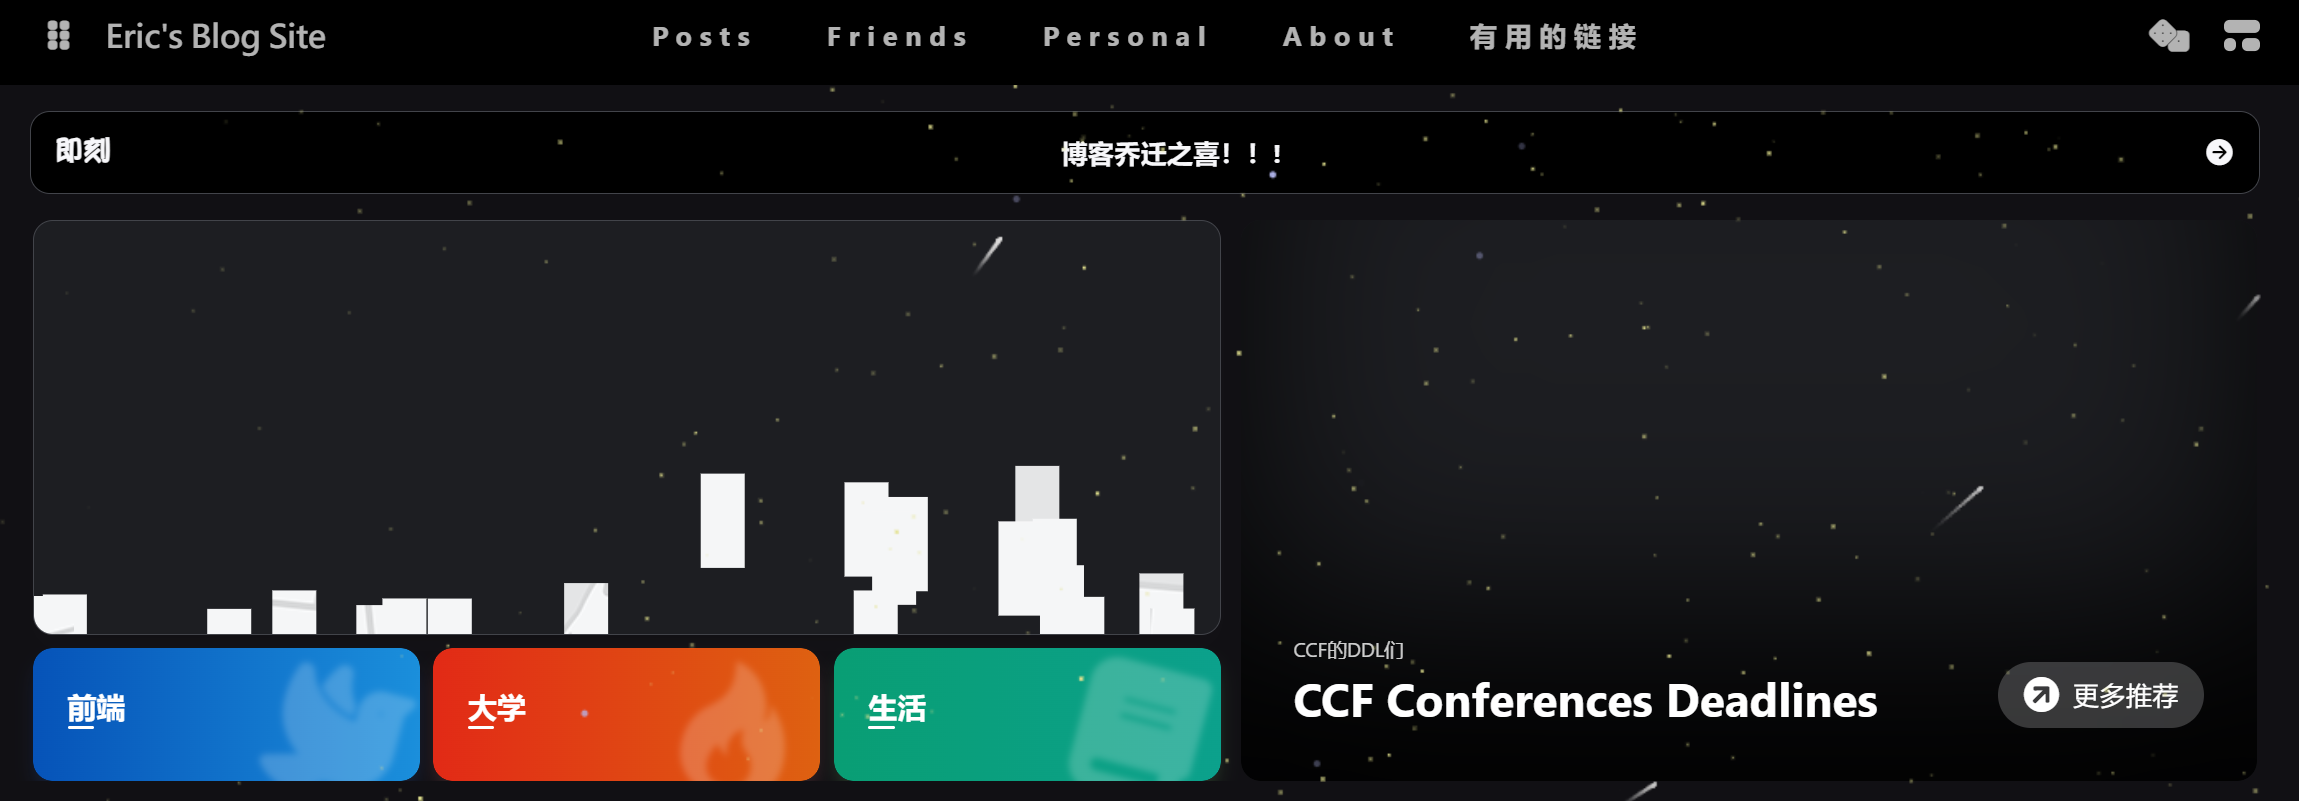 Eric's Blog Site
Posts Friends Personal About 有用的链接
即刻
博客乔迁之喜！！！
前端
大学
生活
CCF的DDL们
CCF Conferences Deadlines
更多推荐